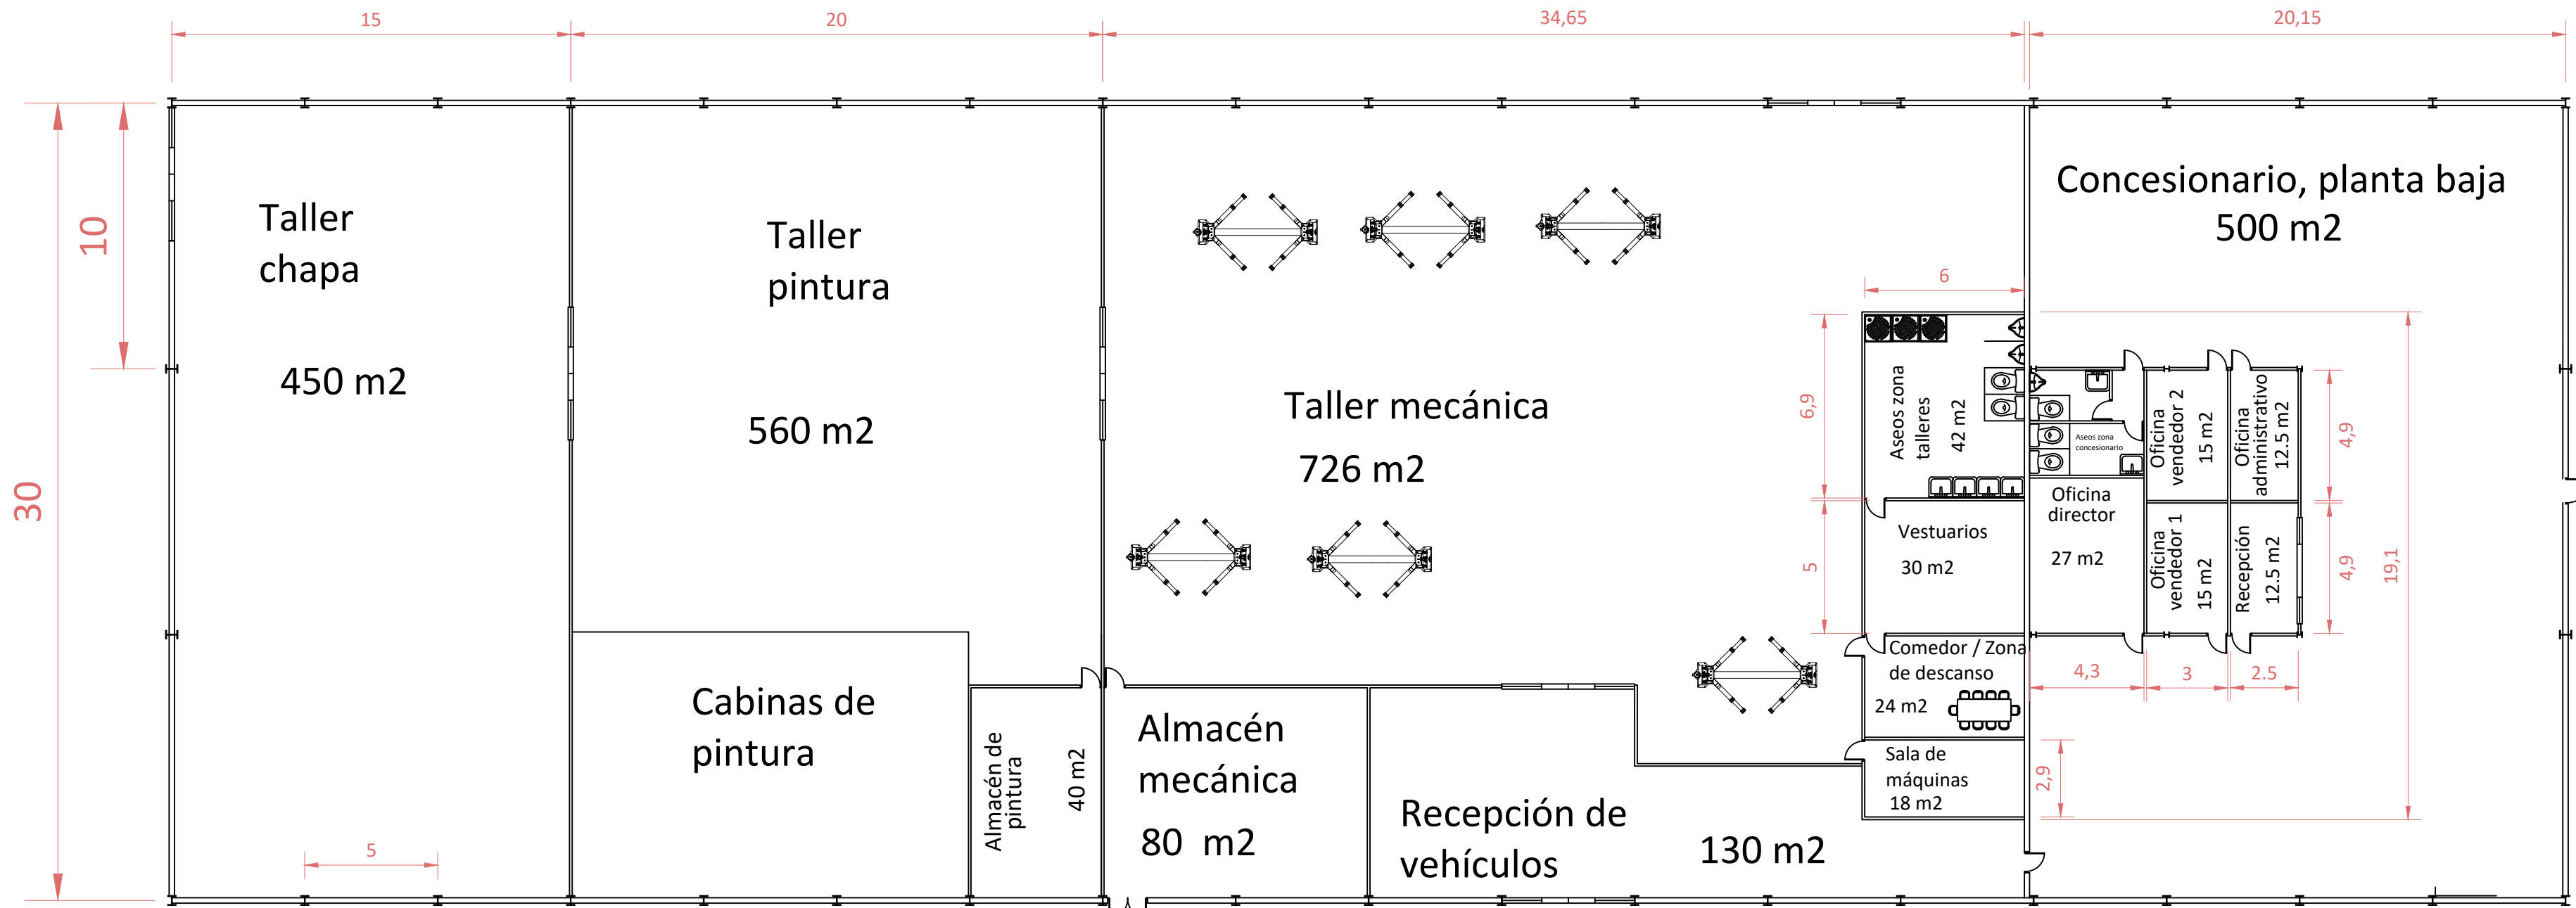 15
20
34,65
20,15
30
10
Taller
chapa
450 m2
5
Taller
pintura
560 m2
Cabinas de
pintura
Almacén de
pintura
40 m2
Taller mecánica
726 m2
Almacén
mecánica
80 m2
Recepción de
vehículos
130 m2
6
6,9
5
Aseos zona
talleres
42 m2
Vestuarios
30 m2
Comedor / Zona
de descanso
24 m2
Sala de
máquinas
18 m2
2,9
Concesionario, planta baja
500 m2
Aseos zona
concesionario
Oficina
director
27 m2
Oficina
vendedor 2
15 m2
Oficina
administrativo
12.5 m2
Oficina
vendedor 1
15 m2
Recepción
12.5 m2
4,9
4,9
19,1
4,3
3
2.5